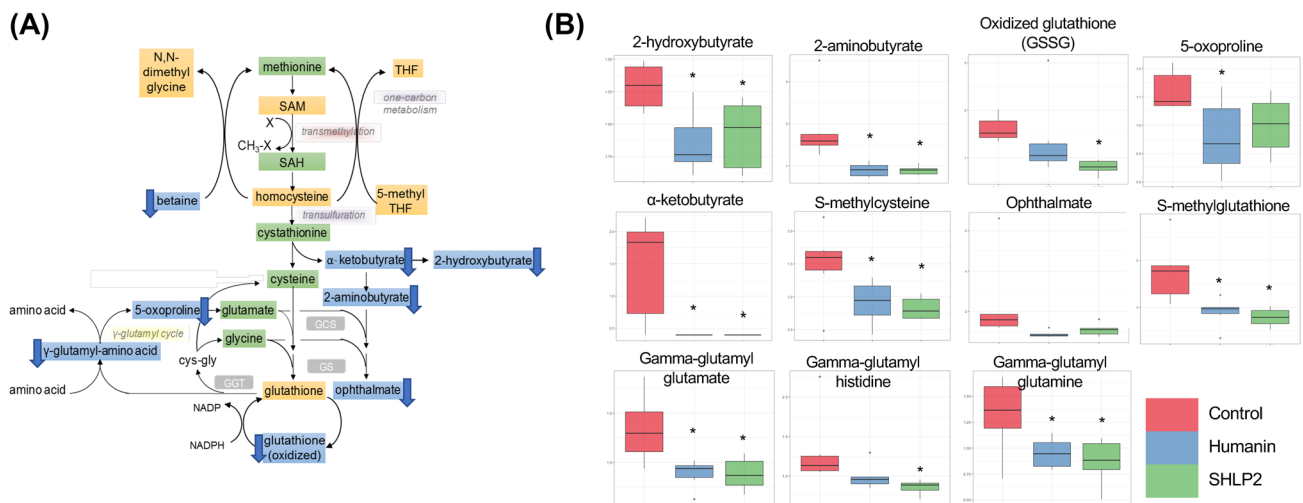 (A)
N,N-
dimethyl
glycine
methionine
THF
one-carbon
metabolism
SAM
X
transmethylation
CH3-X
SAH
betaine
homocysteine
5-methyl
THF
transulfuration
cystathionine
α- ketobutyrate
2-hydroxybutyrate
cysteine
2-aminobutyrate
amino acid
5-oxoproline
glutamate
GCS
γ-glutamyl cycle
glycine
γ-glutamyl-amino acid
cys-gly
GS
GGT
amino acid
glutathione
ophthalmate
NADP
NADPH
glutathione
(oxidized)
(B)
2-hydroxybutyrate
* *
2-aminobutyrate
* *
Oxidized glutathione
(GSSG)
*
5-oxoproline
*
α-ketobutyrate
* *
S-methylcysteine
* *
Ophthalmate
S-methylglutathione
* *
Gamma-glutamyl
glutamate
* *
Gamma-glutamyl
histidine
*
Gamma-glutamyl
glutamine
* *
Control
Humanin
SHLP2